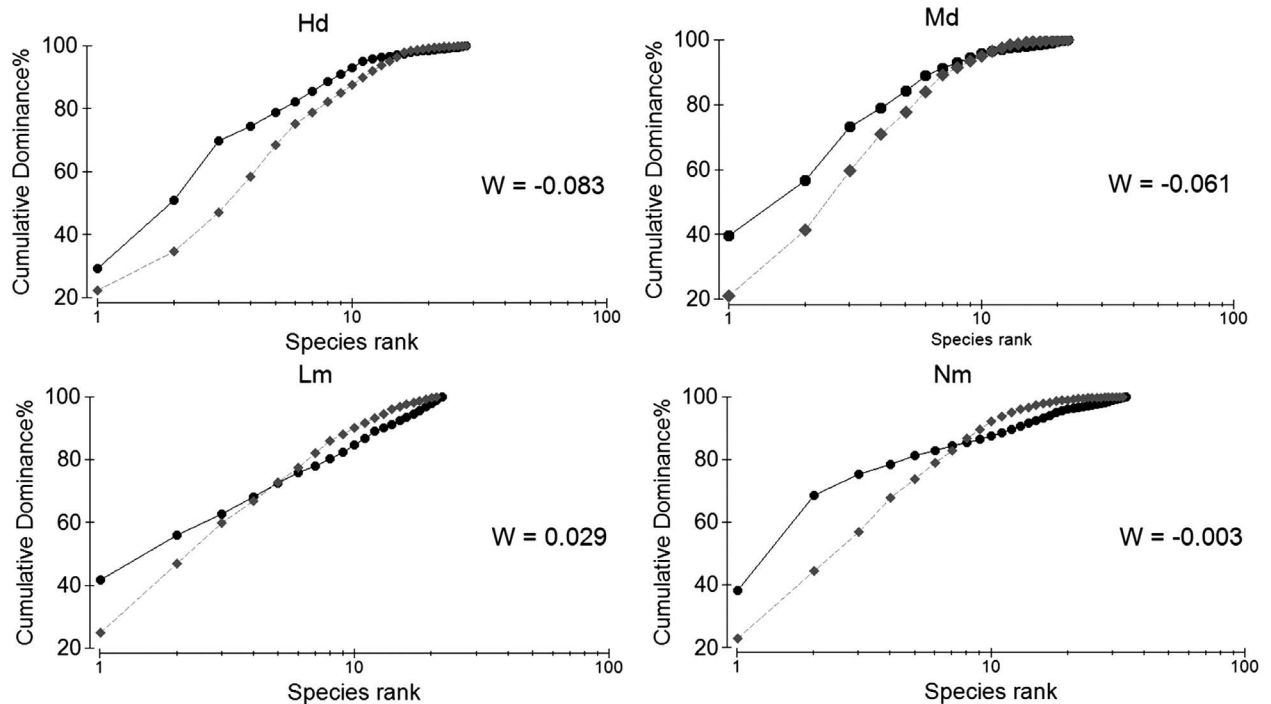 Hd
Cumulative Dominance%
100
80
60
40
20
W = -0.083
1
10
100
Species rank
Md
Cumulative Dominance%
100
80
60
40
20
W = -0.061
1
10
100
Species rank
Lm
Cumulative Dominance%
100
80
60
40
20
W = 0.029
1
10
100
Species rank
Nm
Cumulative Dominance%
100
80
60
40
20
W = -0.003
1
10
100
Species rank